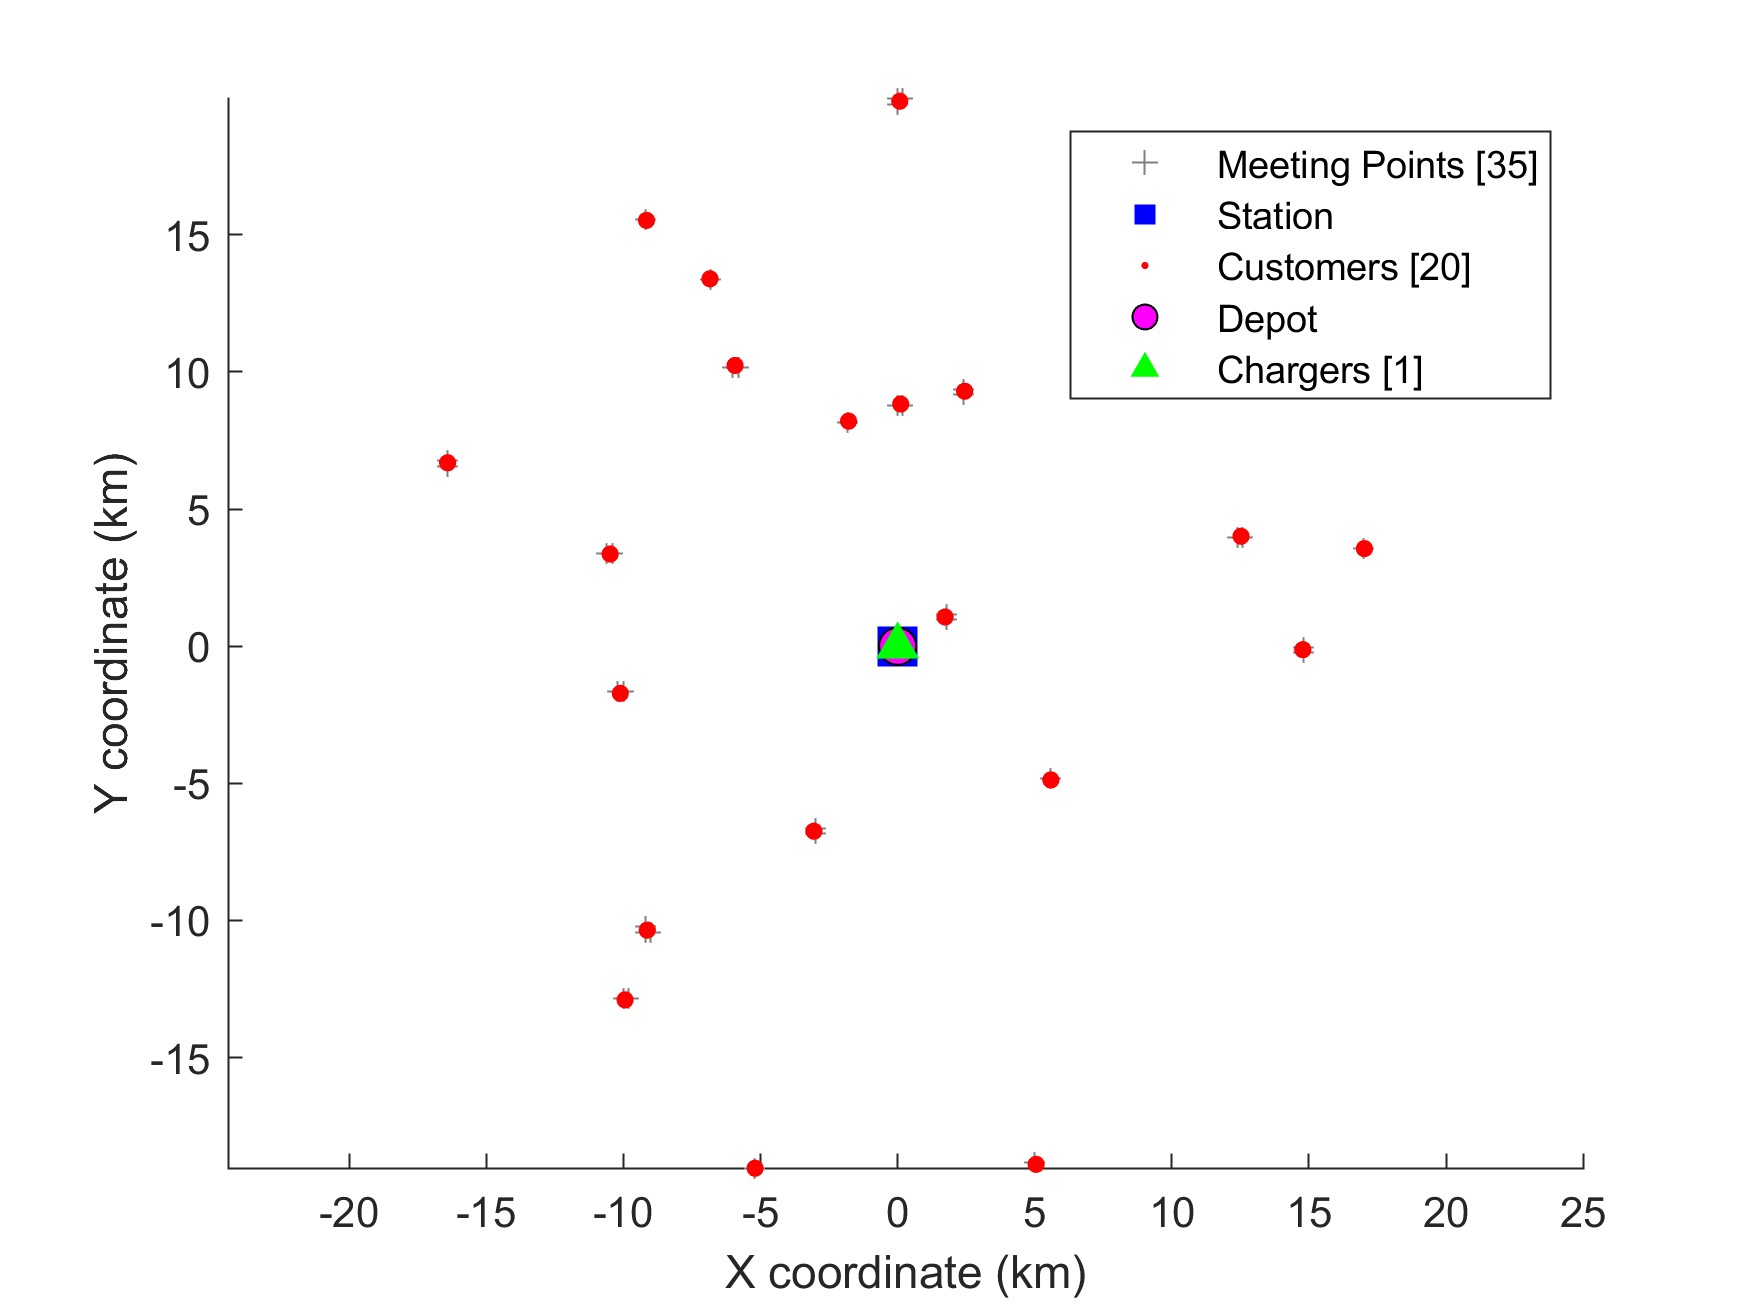 Meeting Points [35]
Station
Customers [20]
Depot
Chargers [1]
15
10
5
0
-5
-10
-15
Y coordinate (km)
-20 -15 -10 -5 0 5 10 15 20 25
X coordinate (km)